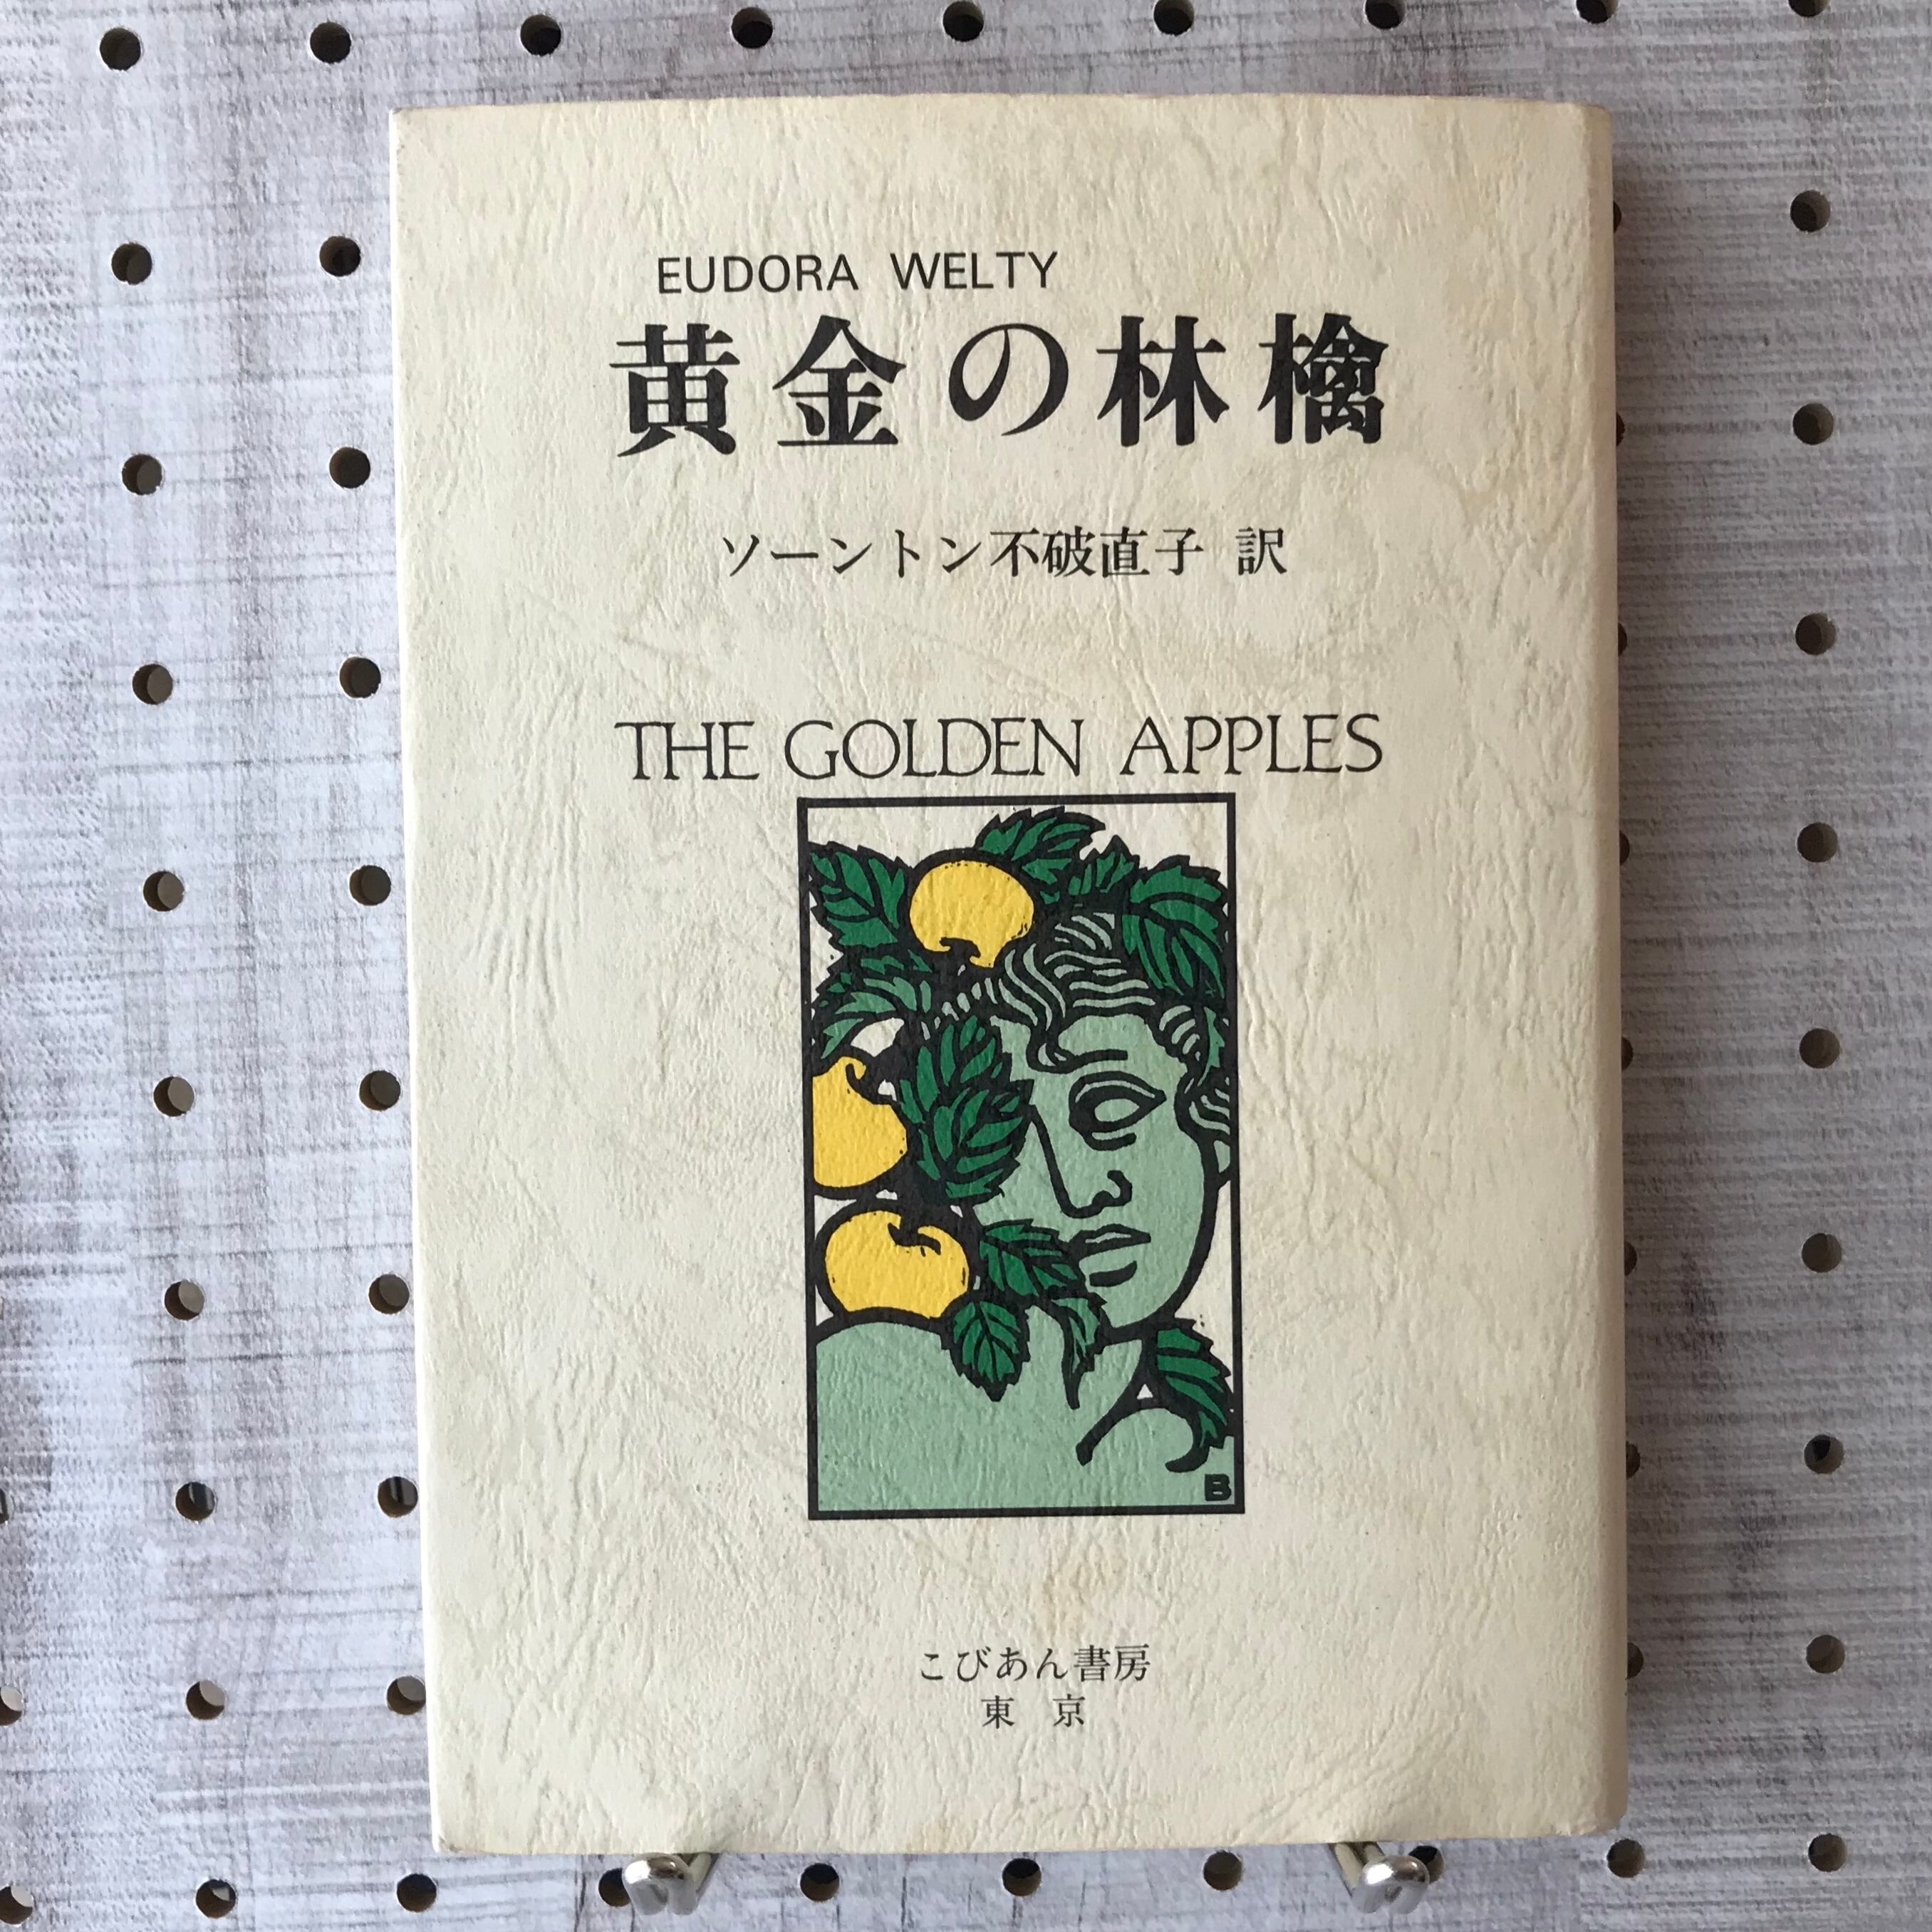 EUDORA WELTY
黄金の林檎
ソーントン不破直子 訳
THE GOLDEN APPLES
B
こびあん書房
東 京